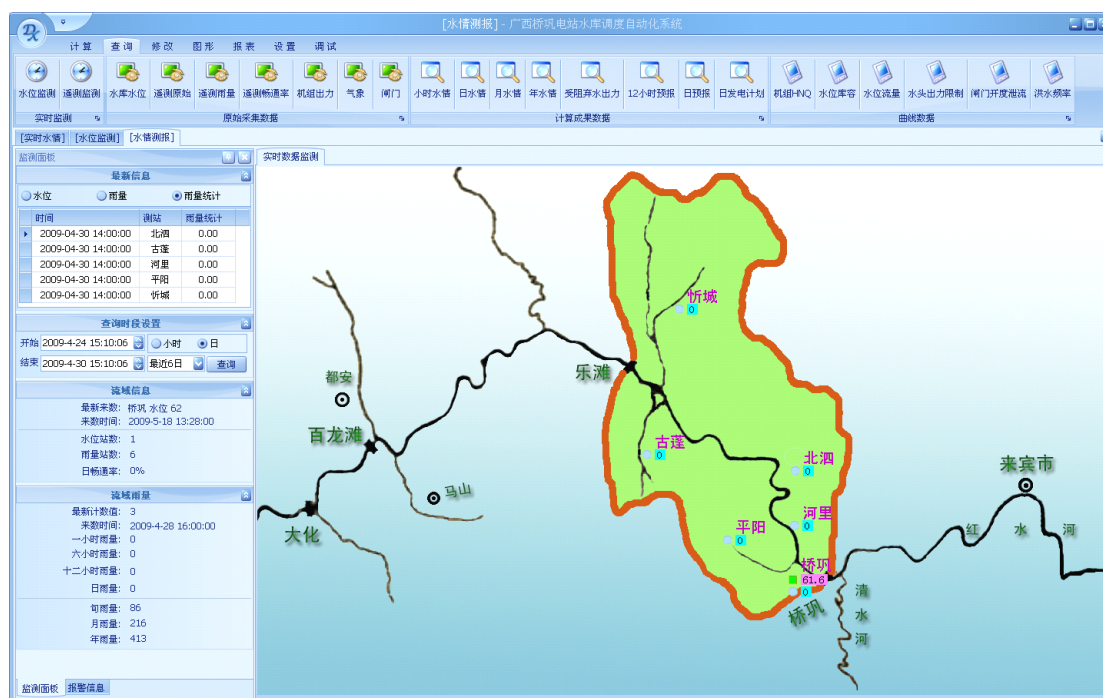 [水情测报] - 广西桥巩电站水库调度自动化系统
计算 查询 修改 图形 报表 设置 调试
水位监测 遥测监测 水库水位 遥测原始 遥测雨量 遥测畅通率 机组出力 气象 闸门 小时水情 日水情 月水情 年水情 受阻弃水出力 12小时预报 日预报 日发电计划 机组HNQ 水位库容 水位流量 水头出力限制 闸门开度泄流 洪水频率
实时监测 原始采集数据 计算成果数据 曲线数据
[实时水情] [水位监测] [水情测报]
监测面板
最新信息
水位 雨量 雨量统计
时间 测站 雨量统计
2009-04-30 14:00:00 北泗 0.00
2009-04-30 14:00:00 古蓬 0.00
2009-04-30 14:00:00 河里 0.00
2009-04-30 14:00:00 平阳 0.00
2009-04-30 14:00:00 忻城 0.00
查询时段设置
开始 2009-4-24 15:10:06 小时 日
结束 2009-4-30 15:10:06 最近6日 查询
流域信息
最新来数: 桥巩 水位 62
来数时间: 2009-5-18 13:28:00
水位站数: 1
雨量站数: 6
日畅通率: 0%
流域雨量
最新计数值: 3
来数时间: 2009-4-28 16:00:00
一小时雨量: 0
六小时雨量: 0
十二小时雨量: 0
日雨量: 0
旬雨量: 86
月雨量: 216
年雨量: 413
监测面板 报警信息
实时数据监测
忻城
0
乐滩
都安
百龙滩
古蓬
0
北泗
0
来宾市
马山
大化
河里
0
平阳
0
红水河
桥巩
61.6
0
桥巩
清水河